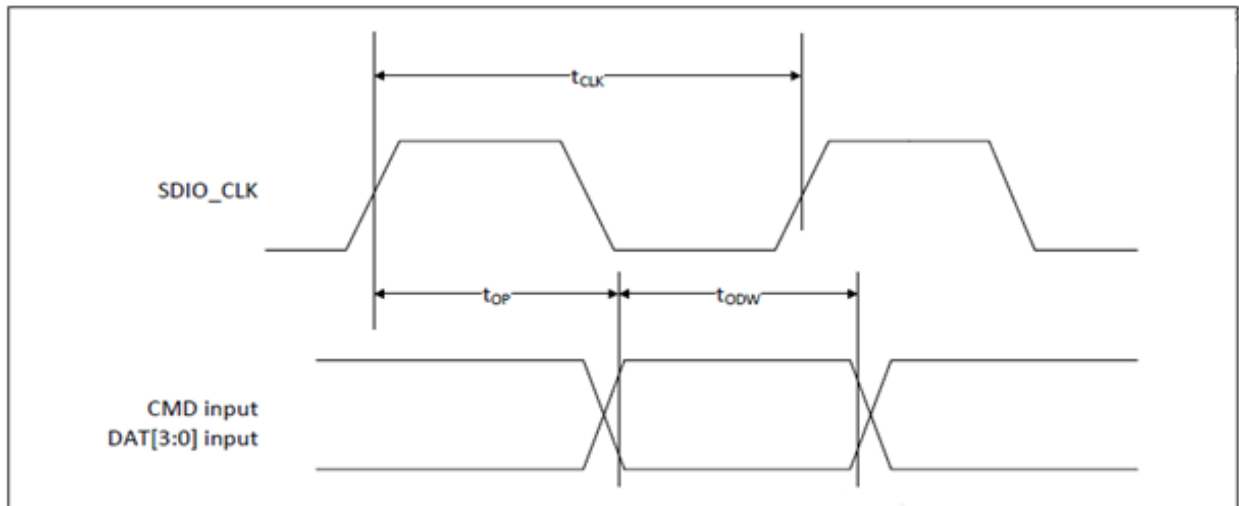 tCLK
SDIO_CLK
tOP
tODW
CMD input
DAT[3:0] input